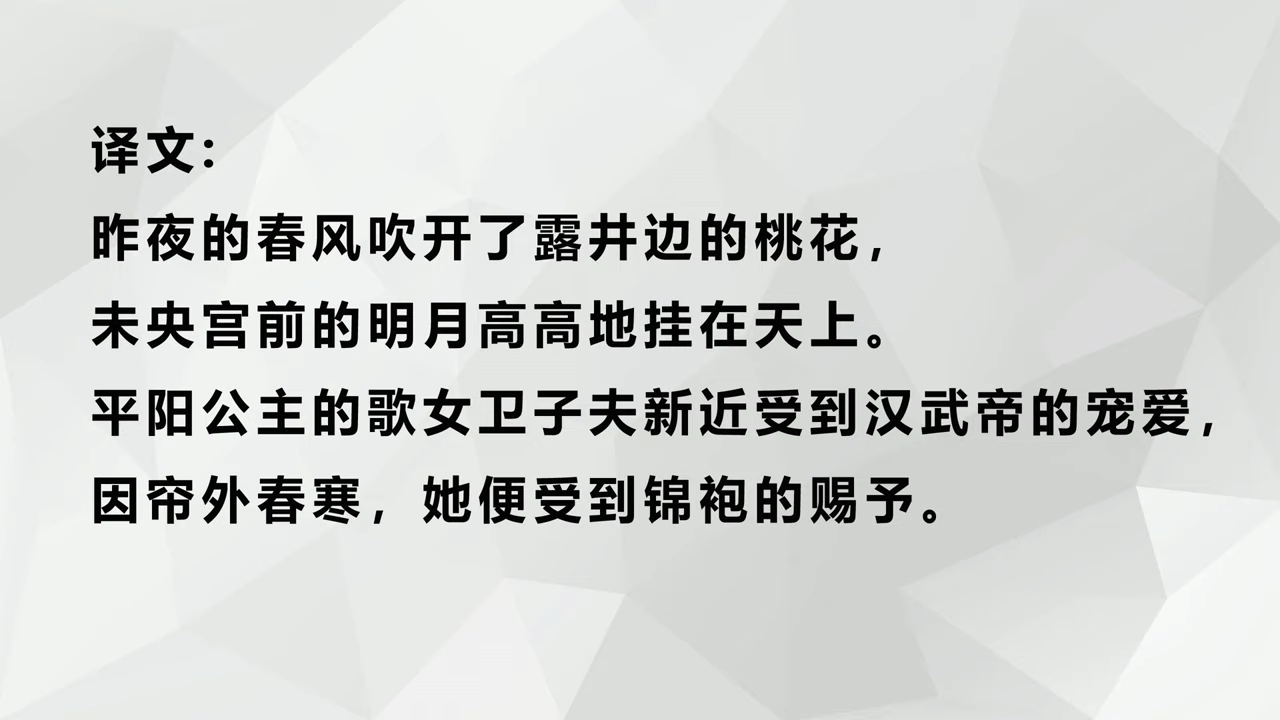 译文：
昨夜的春风吹开了露井边的桃花，
未央宫前的明月高高地挂在天上。
平阳公主的歌女卫子夫新近受到汉武帝的宠爱，
因帘外春寒，她便受到锦袍的赐予。